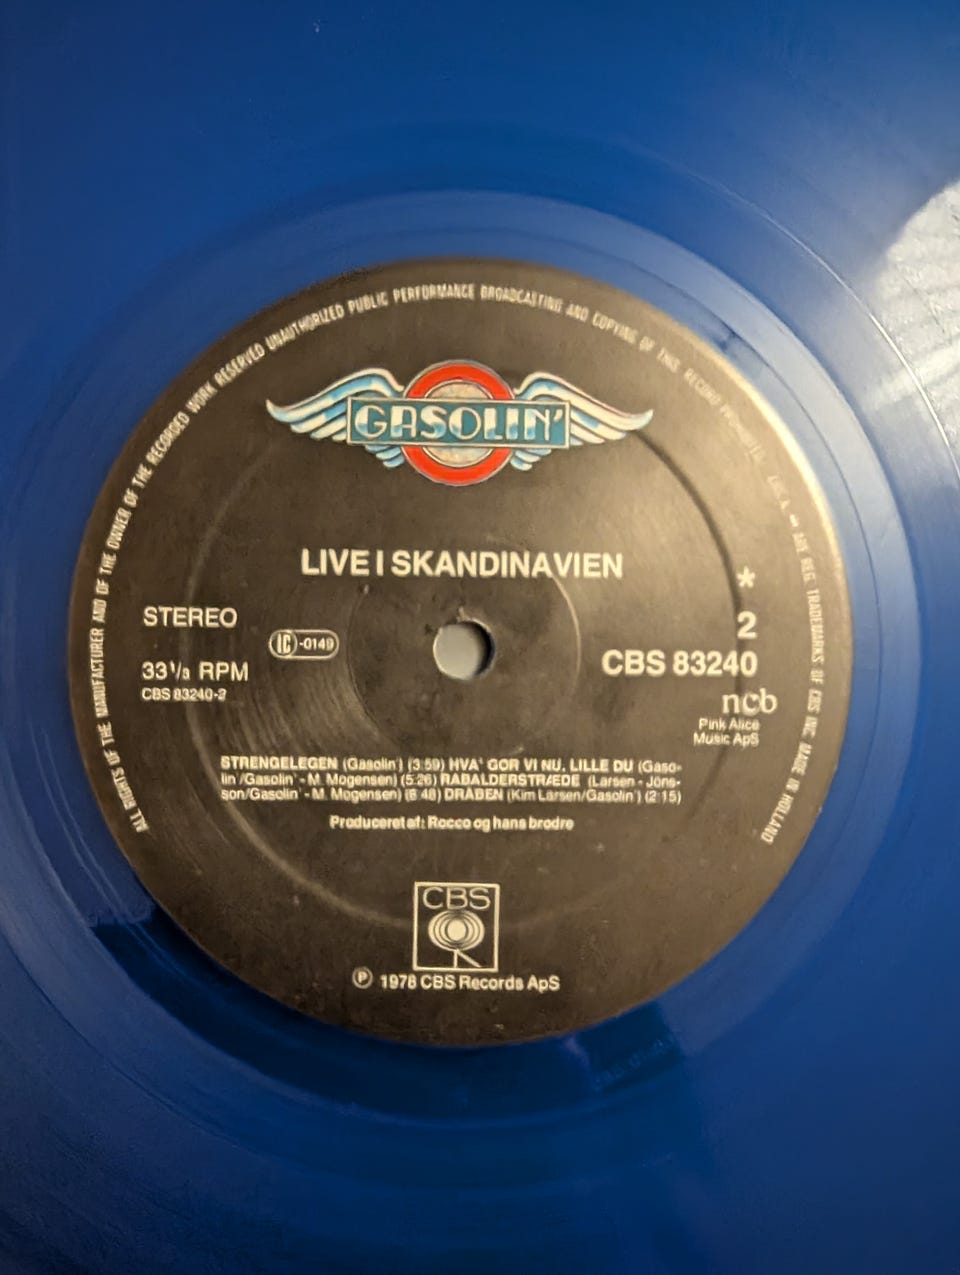 ALL RIGHTS OF THE MANUFACTURER AND OF THE OWNER OF THE RECORDED WORK RESERVED UNAUTHORIZED PUBLIC PERFORMANCE BROADCASTING AND COPYING OF THIS RECORD
ANY REG TRADEMARKS OF CBS INC MADE IN HOLLAND
GASOLIN'
LIVE I SKANDINAVIEN
STEREO
LC-0149
33 1/3 RPM
CBS 83240-2
*
2
CBS 83240
ncb
Pink Alice
Music ApS
STRENGELEGEN (Gasolin') (3:59) HVA' GØR VI NU, LILLE DU (Gaso-
lin'/Gasolin' - M. Mogensen) (5:26) RABALDERSTRÆDE (Larsen - Jöns-
son/Gasolin' - M. Mogensen) (6:48) DRABEN (Kim Larsen/Gasolin') (2:15)
Produceret af: Rocco og hans brødre
CBS
℗ 1978 CBS Records ApS